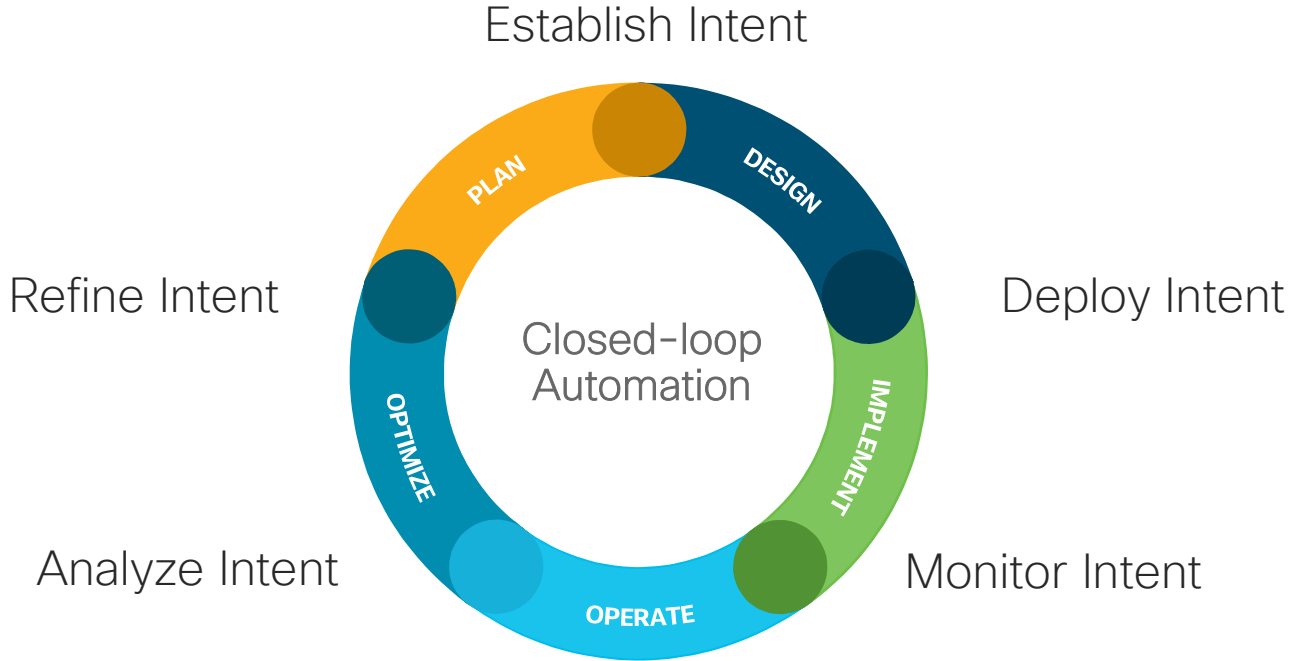 Establish Intent
PLAN
DESIGN
Refine Intent
Deploy Intent
Closed-loop
Automation
OPTIMIZE
IMPLEMENT
Analyze Intent
Monitor Intent
OPERATE